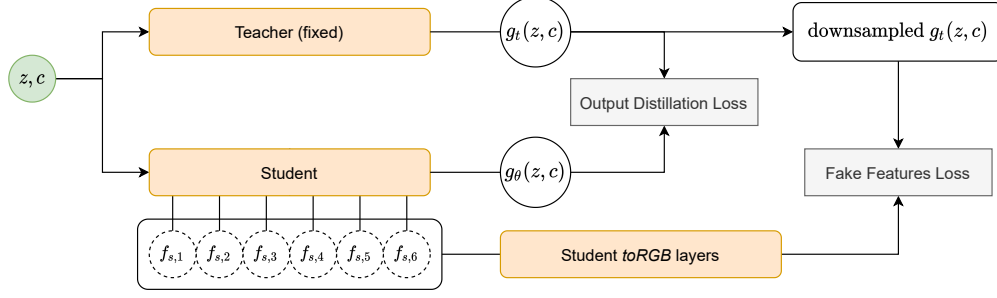 Teacher (fixed)
g_t(z, c)
downsampled g_t(z, c)
z, c
Output Distillation Loss
Student
g_θ(z, c)
Fake Features Loss
f_{s,1}
f_{s,2}
f_{s,3}
f_{s,4}
f_{s,5}
f_{s,6}
Student toRGB layers